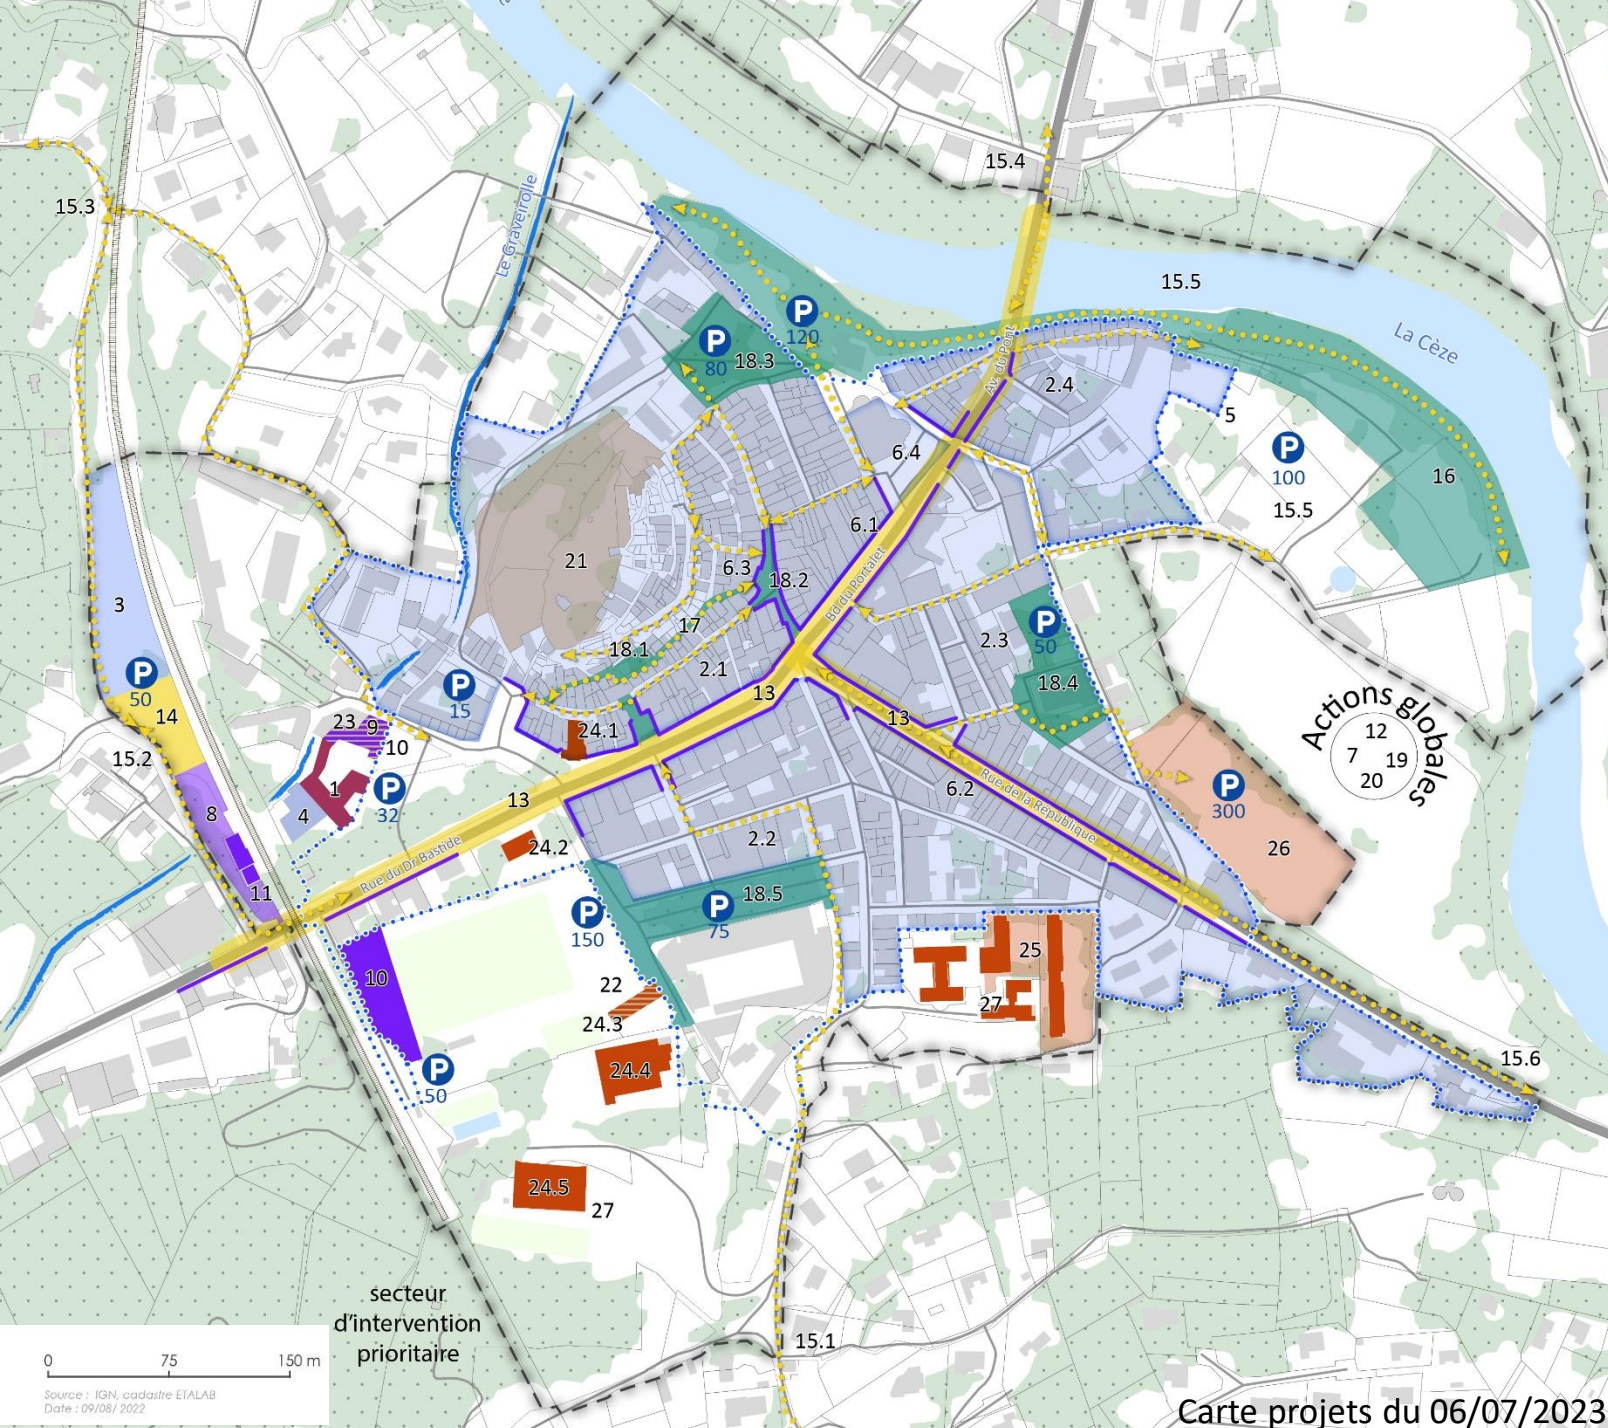 15.4
15.3
Le Graveirolle
15.5
La Cèze
P
120
P
80
18.3
Av. du Pont
2.4
5
6.4
P
100
16
15.5
6.1
21
6.3
18.2
Bd du Portalet
3
17
18.1
2.1
2.3
P
50
18.4
P
50
14
P
15
13
13
23
9
10
24.1
15.2
1
P
32
4
8
13
6.2
Rue de la République
P
300
26
Actions globales
12
7
19
20
Rue du Dr Bastide
24.2
2.2
11
18.5
P
75
P
150
10
22
24.3
25
27
24.4
P
50
15.6
24.5
27
secteur
d'intervention
prioritaire
15.1
0 75 150 m
Source : IGN, cadastre ETALAB
Date : 09/08/ 2022
Carte projets du 06/07/2023